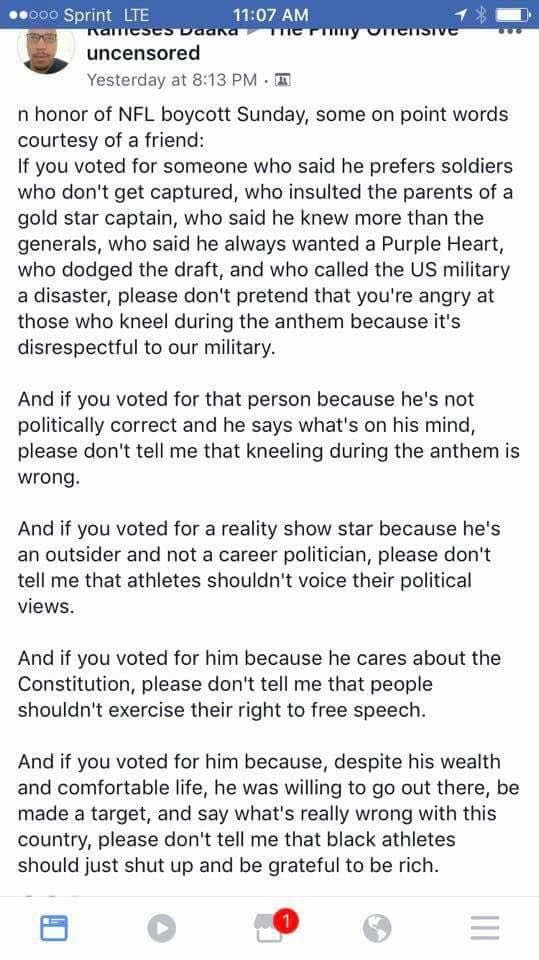 Sprint LTE 11:07 AM
Rameses Daaka The Philly Offensive
uncensored
Yesterday at 8:13 PM ·
n honor of NFL boycott Sunday, some on point words
courtesy of a friend:
If you voted for someone who said he prefers soldiers
who don't get captured, who insulted the parents of a
gold star captain, who said he knew more than the
generals, who said he always wanted a Purple Heart,
who dodged the draft, and who called the US military
a disaster, please don't pretend that you're angry at
those who kneel during the anthem because it's
disrespectful to our military.
And if you voted for that person because he's not
politically correct and he says what's on his mind,
please don't tell me that kneeling during the anthem is
wrong.
And if you voted for a reality show star because he's
an outsider and not a career politician, please don't
tell me that athletes shouldn't voice their political
views.
And if you voted for him because he cares about the
Constitution, please don't tell me that people
shouldn't exercise their right to free speech.
And if you voted for him because, despite his wealth
and comfortable life, he was willing to go out there, be
made a target, and say what's really wrong with this
country, please don't tell me that black athletes
should just shut up and be grateful to be rich.
1